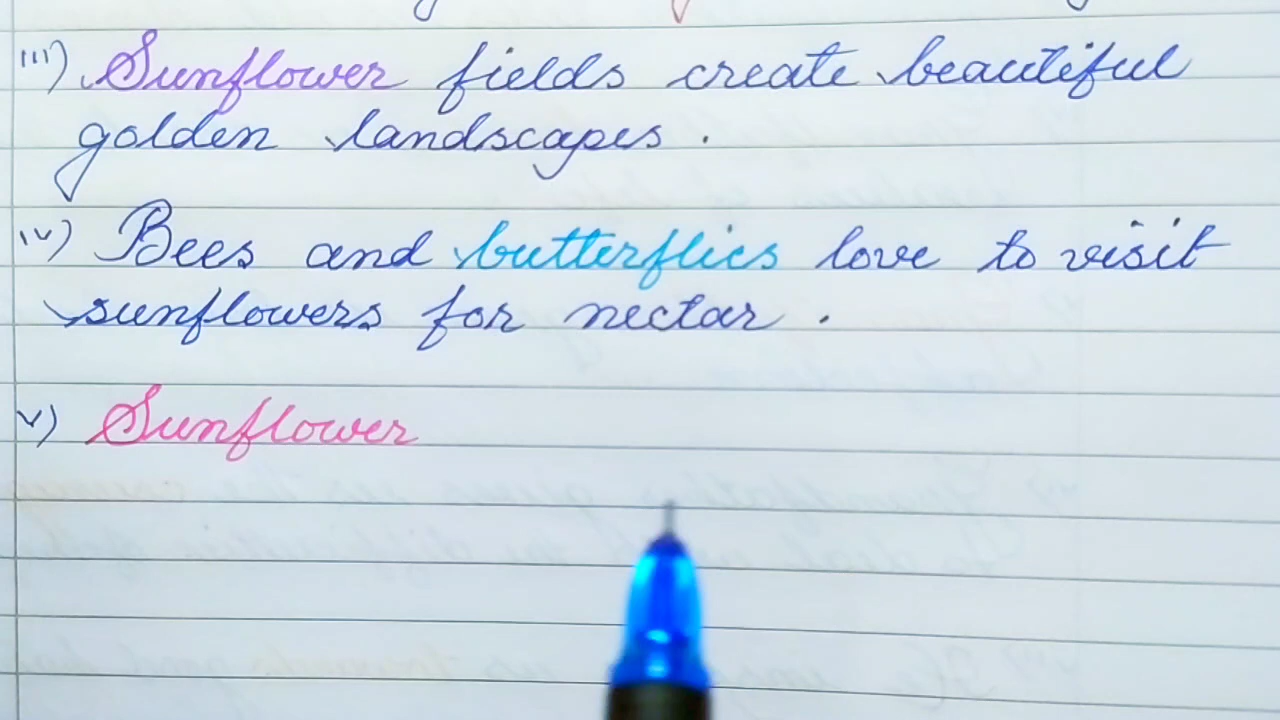 iii) Sunflower fields create beautiful
golden landscapes.
iv) Bees and butterflies love to visit
sunflowers for nectar.
v) Sunflower